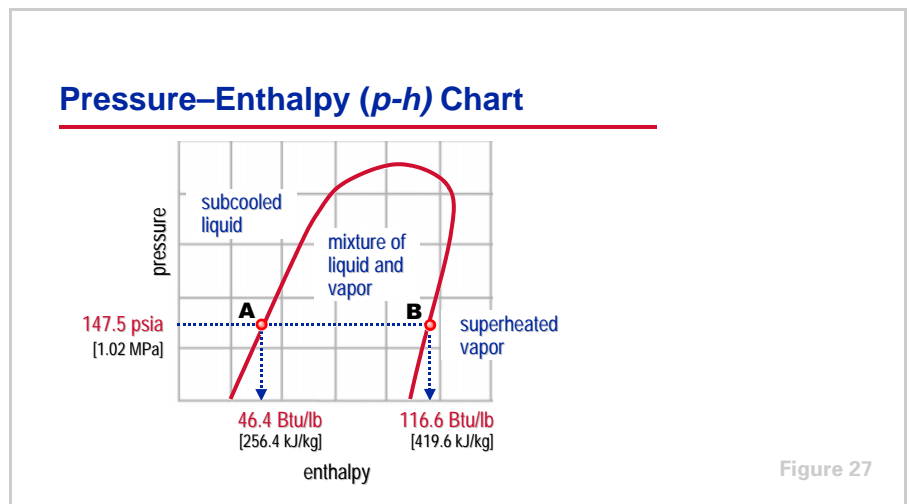 Pressure–Enthalpy (p-h) Chart
subcooled
liquid
pressure
mixture of
liquid and
vapor
A
B
147.5 psia
[1.02 MPa]
superheated
vapor
46.4 Btu/lb
[256.4 kJ/kg]
116.6 Btu/lb
[419.6 kJ/kg]
enthalpy
Figure 27